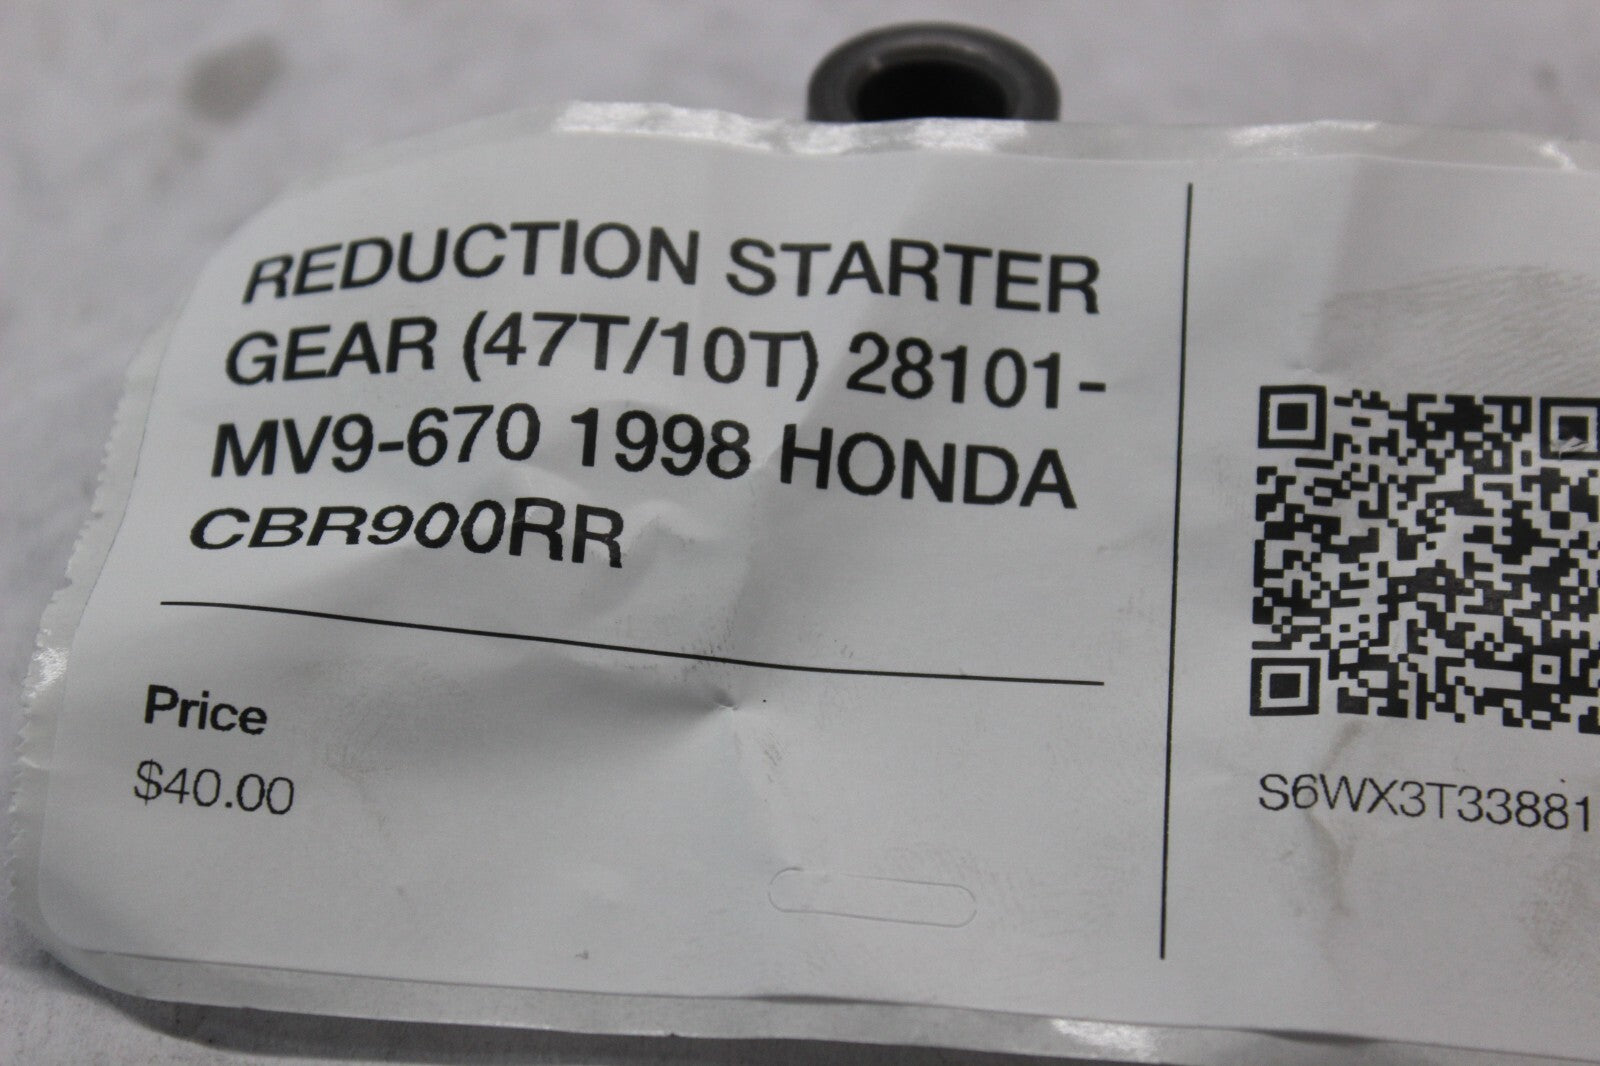 REDUCTION STARTER
GEAR (47T/10T) 28101-
MV9-670 1998 HONDA
CBR900RR
Price
$40.00
S6WX3T33881